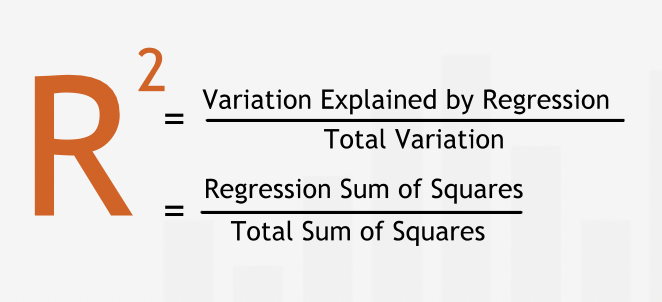 R²
= Variation Explained by Regression
Total Variation
= Regression Sum of Squares
Total Sum of Squares